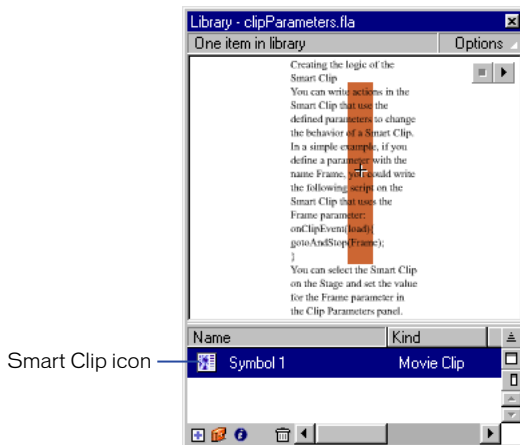 Library - clipParameters.fla
One item in library
Options
Creating the logic of the
Smart Clip
You can write actions in the
Smart Clip that use the
defined parameters to change
the behavior of a Smart Clip.
In a simple example, if you
define a parameter with the
name Frame, you could write
the following script on the
Smart Clip that uses the
Frame parameter:
onClipEvent(load){
gotoAndStop(Frame);
}
You can select the Smart Clip
on the Stage and set the value
for the Frame parameter in
the Clip Parameters panel.
Name Kind
Smart Clip icon
Symbol 1 Movie Clip